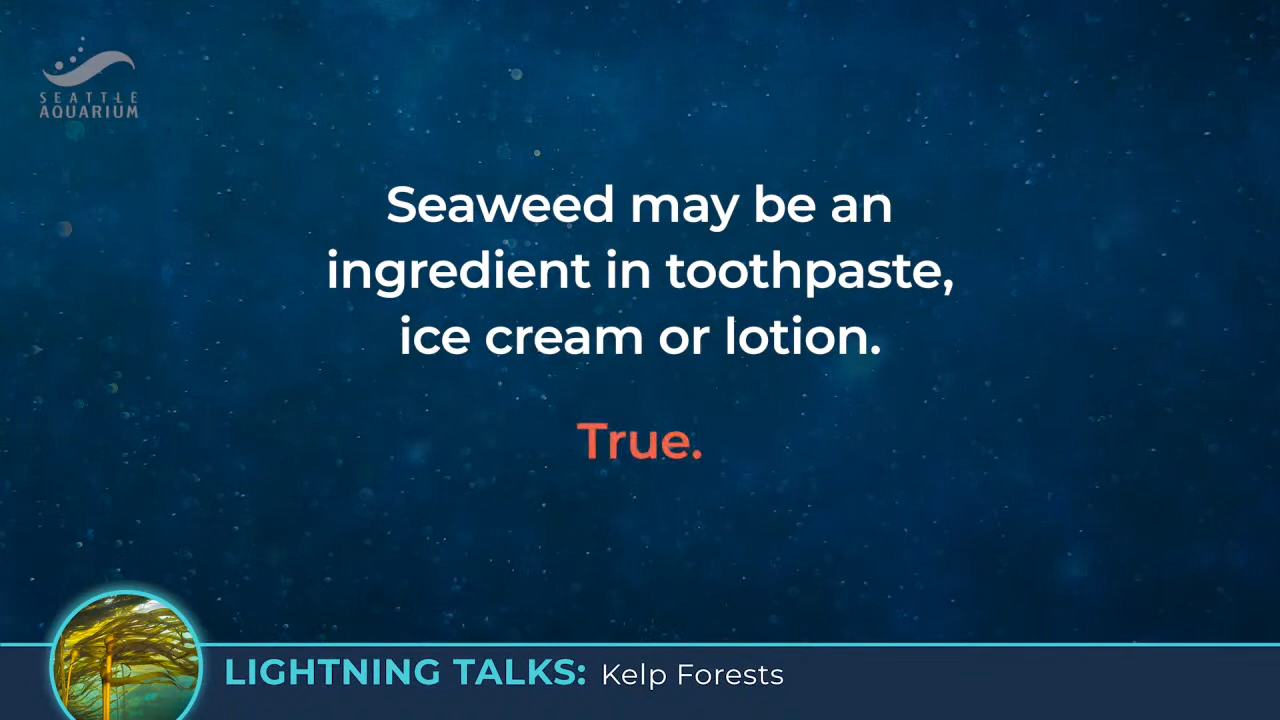 SEATTLE
AQUARIUM
Seaweed may be an
ingredient in toothpaste,
ice cream or lotion.
True.
LIGHTNING TALKS: Kelp Forests